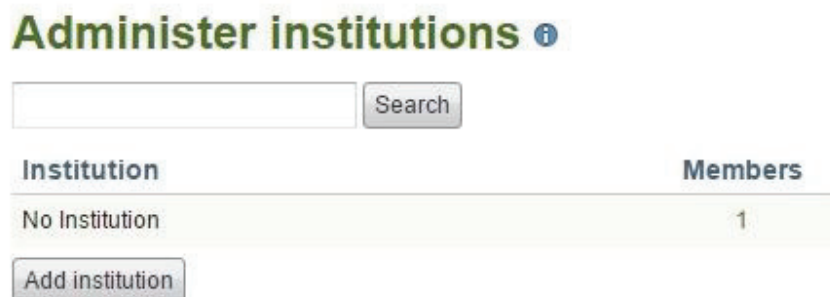 Administer institutions
Search
Institution Members
No Institution 1
Add institution